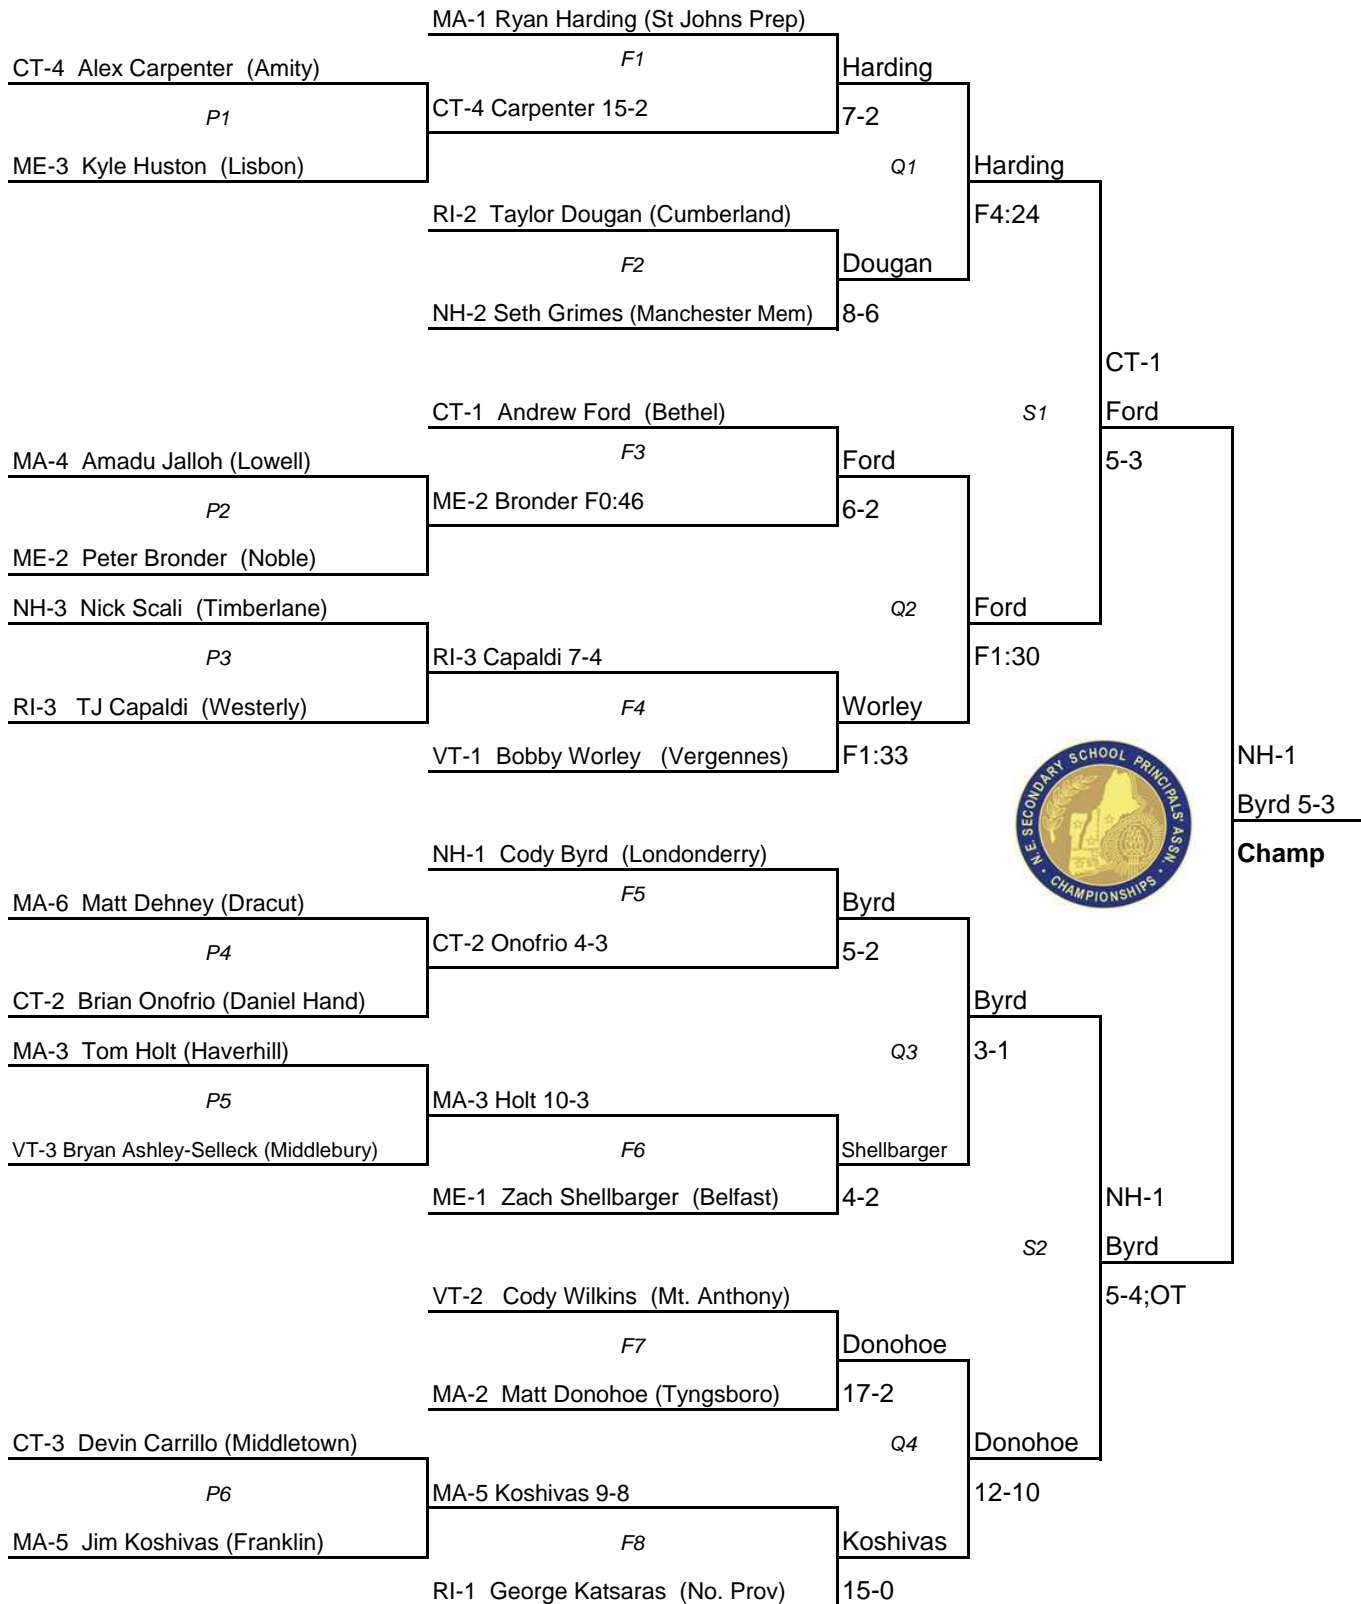 MA-1 Ryan Harding (St Johns Prep)
F1
CT-4 Alex Carpenter (Amity)
Harding
P1
CT-4 Carpenter 15-2
7-2
ME-3 Kyle Huston (Lisbon)
Q1
Harding
RI-2 Taylor Dougan (Cumberland)
F4:24
F2
Dougan
NH-2 Seth Grimes (Manchester Mem)
8-6
CT-1
CT-1 Andrew Ford (Bethel)
S1
Ford
F3
MA-4 Amadu Jalloh (Lowell)
Ford
5-3
P2
ME-2 Bronder F0:46
6-2
ME-2 Peter Bronder (Noble)
NH-3 Nick Scali (Timberlane)
Q2
Ford
P3
RI-3 Capaldi 7-4
F1:30
RI-3 TJ Capaldi (Westerly)
F4
Worley
VT-1 Bobby Worley (Vergennes)
F1:33
N.E. SECONDARY SCHOOL PRINCIPALS' ASSN.
• CHAMPIONSHIPS •
NH-1
Byrd 5-3
Champ
NH-1 Cody Byrd (Londonderry)
F5
MA-6 Matt Dehney (Dracut)
Byrd
P4
CT-2 Onofrio 4-3
5-2
CT-2 Brian Onofrio (Daniel Hand)
Byrd
MA-3 Tom Holt (Haverhill)
Q3
3-1
P5
MA-3 Holt 10-3
VT-3 Bryan Ashley-Selleck (Middlebury)
F6
Shellbarger
ME-1 Zach Shellbarger (Belfast)
4-2
NH-1
S2
Byrd
VT-2 Cody Wilkins (Mt. Anthony)
5-4;OT
F7
Donohoe
MA-2 Matt Donohoe (Tyngsboro)
17-2
CT-3 Devin Carrillo (Middletown)
Q4
Donohoe
P6
MA-5 Koshivas 9-8
12-10
MA-5 Jim Koshivas (Franklin)
F8
Koshivas
RI-1 George Katsaras (No. Prov)
15-0